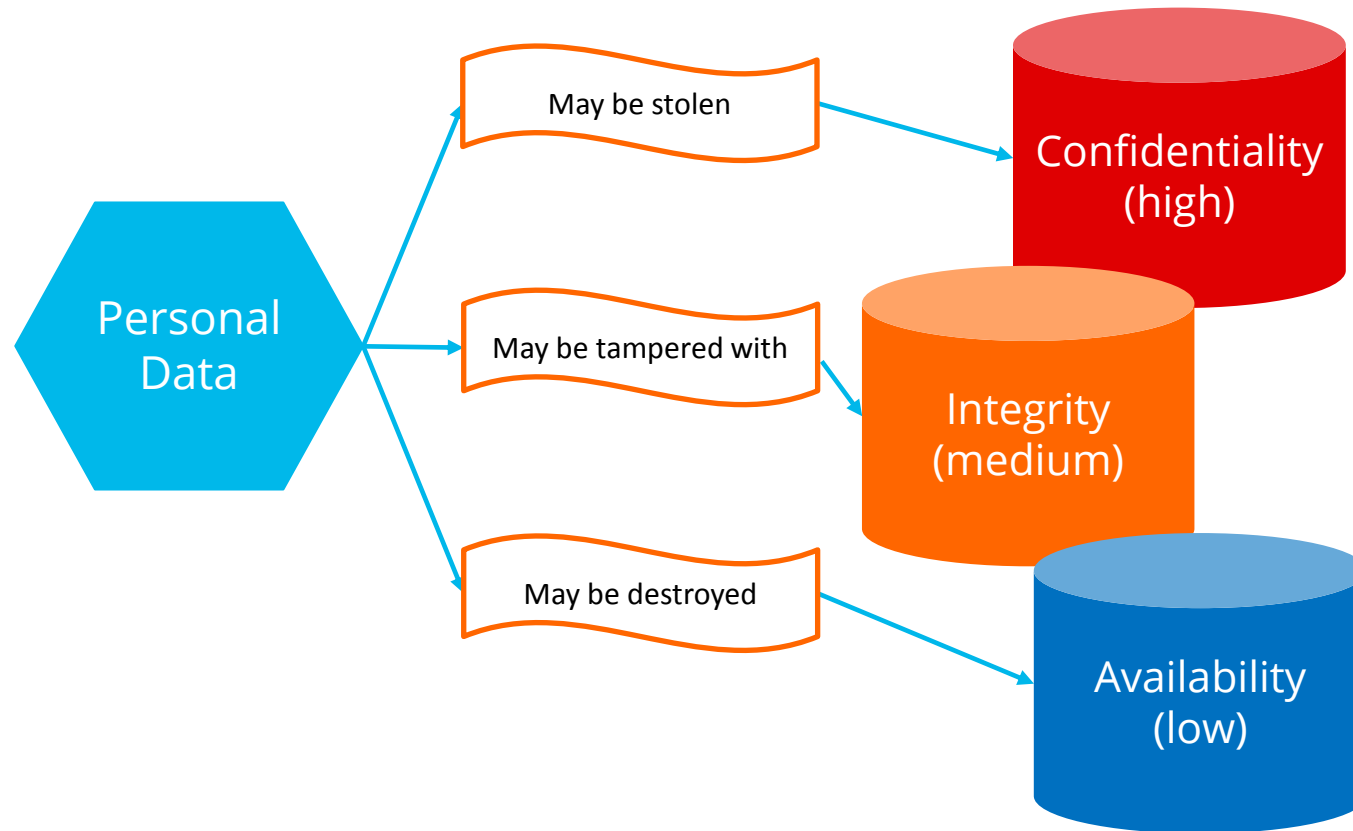 Personal
Data
May be stolen
Confidentiality
(high)
May be tampered with
Integrity
(medium)
May be destroyed
Availability
(low)